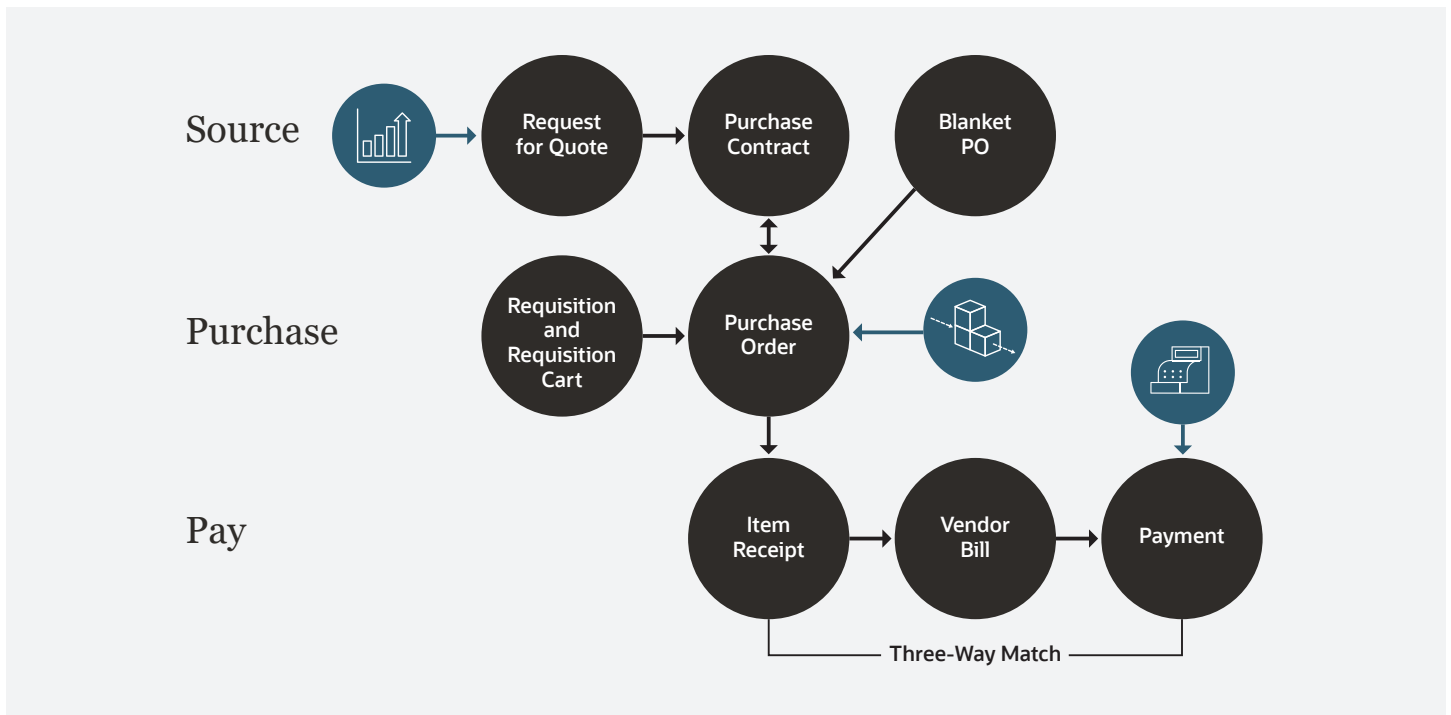 Source
Request
for Quote
Purchase
Contract
Blanket
PO
Purchase
Requisition
and
Requisition
Cart
Purchase
Order
Pay
Item
Receipt
Vendor
Bill
Payment
Three-Way Match